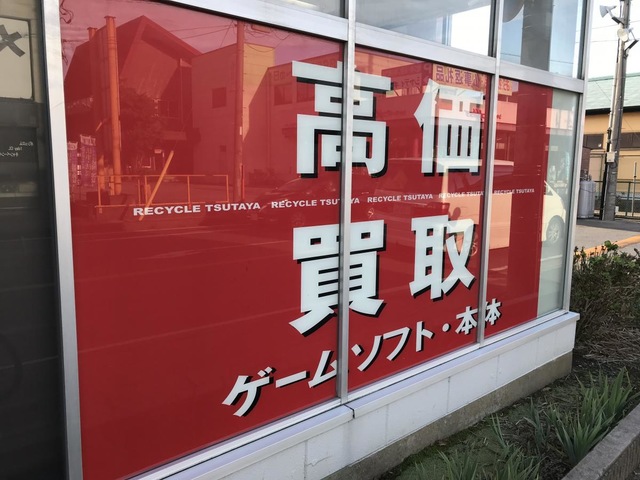 高価
RECYCLE TSUTAYA RECYCLE TSUTAYA RECYCLE TSUTAYA RECYCLE TSUTAYA RECYCLE TSUTAYA
買取
ゲームソフト・本体